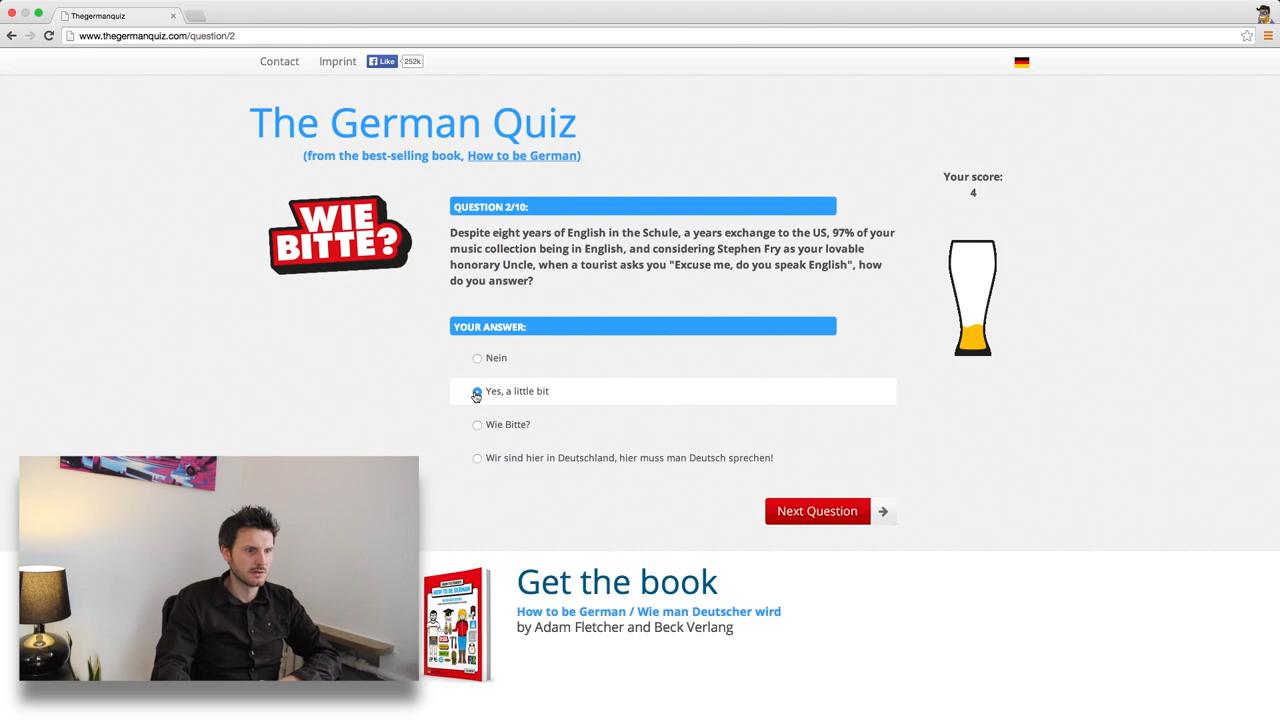 Thegermanquiz
www.thegermanquiz.com/question/2
Contact
Imprint
Like
252k
The German Quiz
(from the best-selling book, How to be German)
Your score:
4
WIE
BITTE?
QUESTION 2/10:
Despite eight years of English in the Schule, a years exchange to the US, 97% of your
music collection being in English, and considering Stephen Fry as your lovable
honorary Uncle, when a tourist asks you "Excuse me, do you speak English", how
do you answer?
YOUR ANSWER:
Nein
Yes, a little bit
Wie Bitte?
Wir sind hier in Deutschland, hier muss man Deutsch sprechen!
Next Question
HOW TO BE GERMAN
Get the book
How to be German / Wie man Deutscher wird
by Adam Fletcher and Beck Verlang